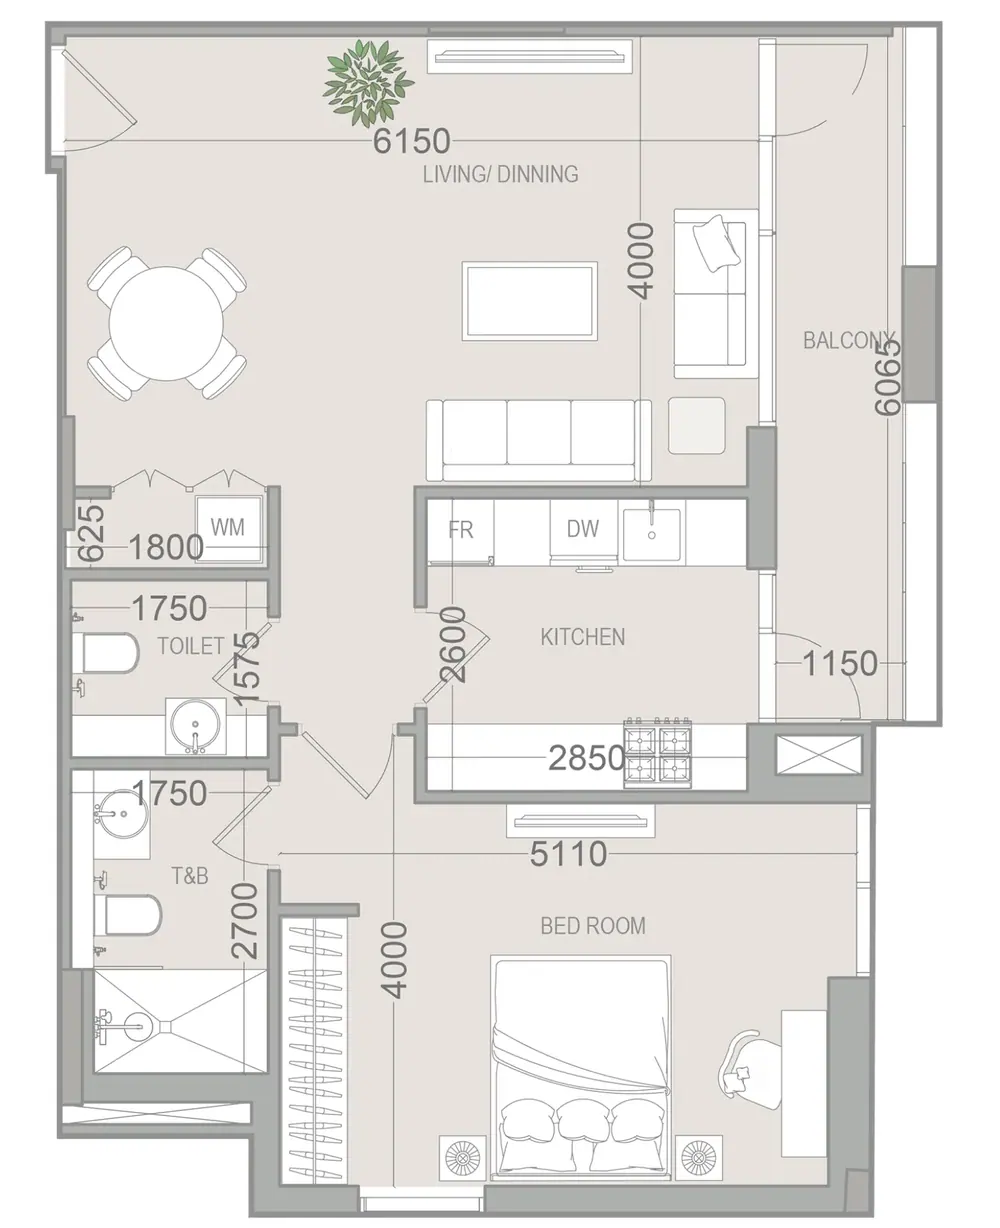 6150
LIVING/ DINNING
4000
BALCONY
6065
625
1800
WM
FR
DW
1750
TOILET
1575
2600
KITCHEN
1150
2850
1750
T&B
2700
5110
BED ROOM
4000